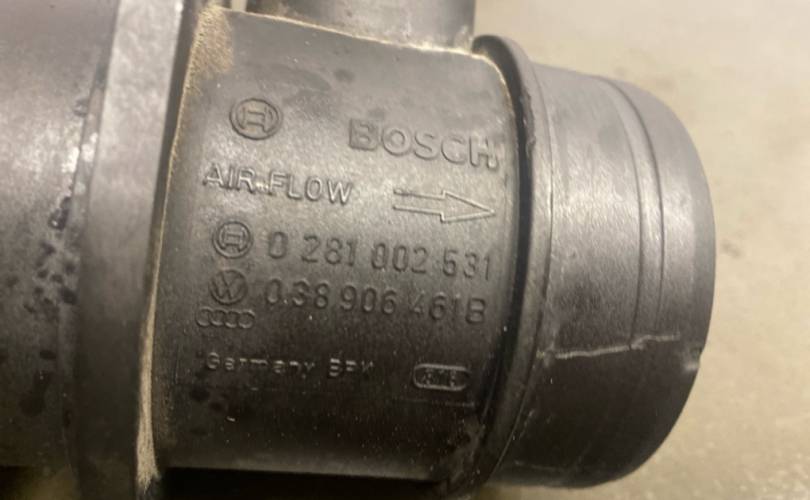 BOSCH
AIR FLOW
0 281 002 531
038 906 461B
Germany